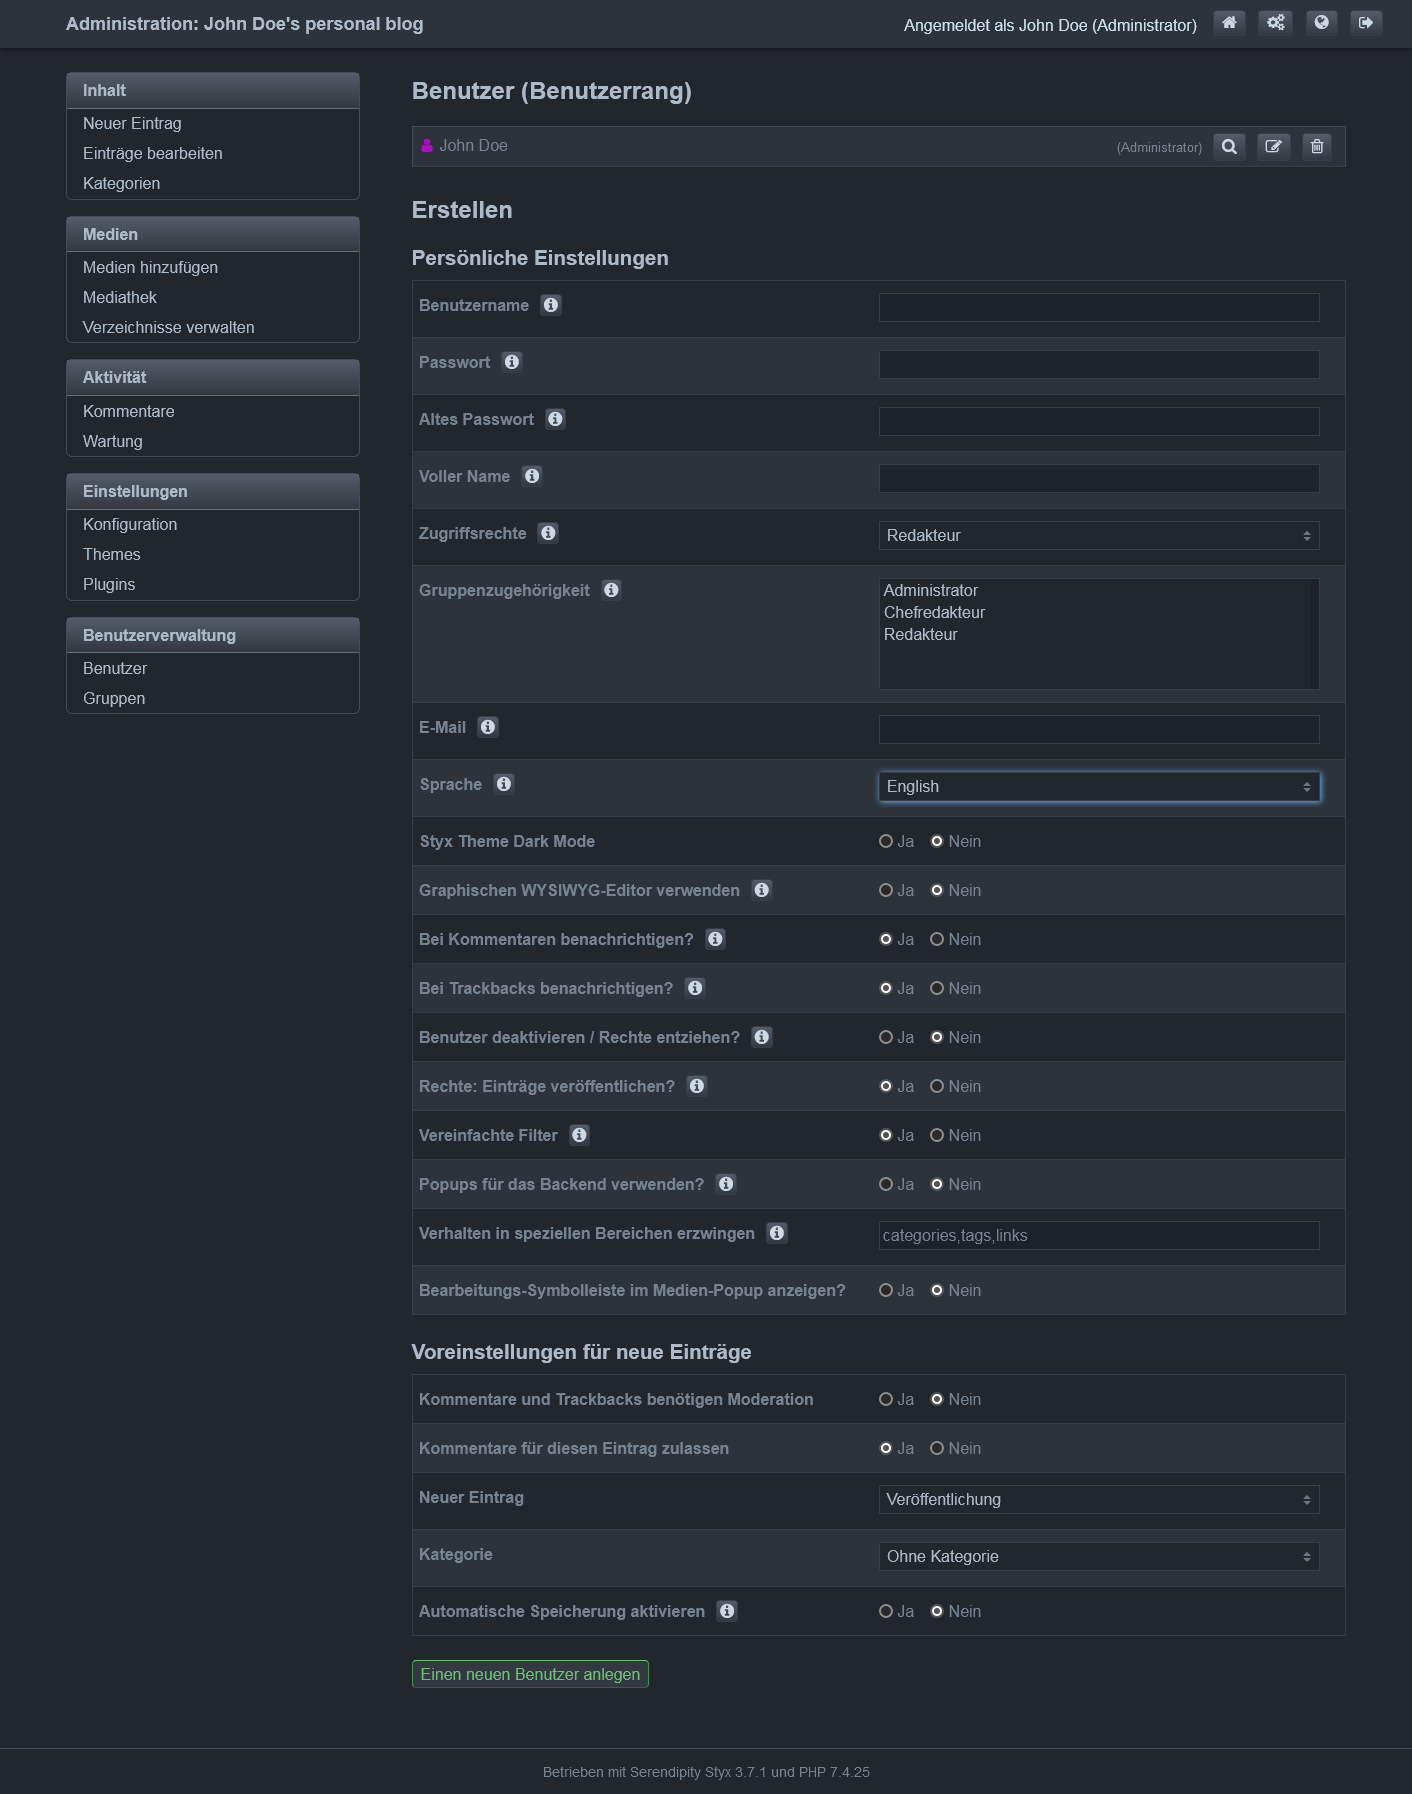 Administration: John Doe's personal blog
Angemeldet als John Doe (Administrator)
Inhalt
Neuer Eintrag
Einträge bearbeiten
Kategorien
Medien
Medien hinzufügen
Mediathek
Verzeichnisse verwalten
Aktivität
Kommentare
Wartung
Einstellungen
Konfiguration
Themes
Plugins
Benutzerverwaltung
Benutzer
Gruppen
Benutzer (Benutzerrang)
John Doe (Administrator)
Erstellen
Persönliche Einstellungen
Benutzername
Passwort
Altes Passwort
Voller Name
Zugriffsrechte Redakteur
Gruppenzugehörigkeit Administrator
Chefredakteur
Redakteur
E-Mail
Sprache English
Styx Theme Dark Mode Ja Nein
Graphischen WYSIWYG-Editor verwenden Ja Nein
Bei Kommentaren benachrichtigen? Ja Nein
Bei Trackbacks benachrichtigen? Ja Nein
Benutzer deaktivieren / Rechte entziehen? Ja Nein
Rechte: Einträge veröffentlichen? Ja Nein
Vereinfachte Filter Ja Nein
Popups für das Backend verwenden? Ja Nein
Verhalten in speziellen Bereichen erzwingen categories,tags,links
Bearbeitungs-Symbolleiste im Medien-Popup anzeigen? Ja Nein
Voreinstellungen für neue Einträge
Kommentare und Trackbacks benötigen Moderation Ja Nein
Kommentare für diesen Eintrag zulassen Ja Nein
Neuer Eintrag Veröffentlichung
Kategorie Ohne Kategorie
Automatische Speicherung aktivieren Ja Nein
Einen neuen Benutzer anlegen
Betrieben mit Serendipity Styx 3.7.1 und PHP 7.4.25